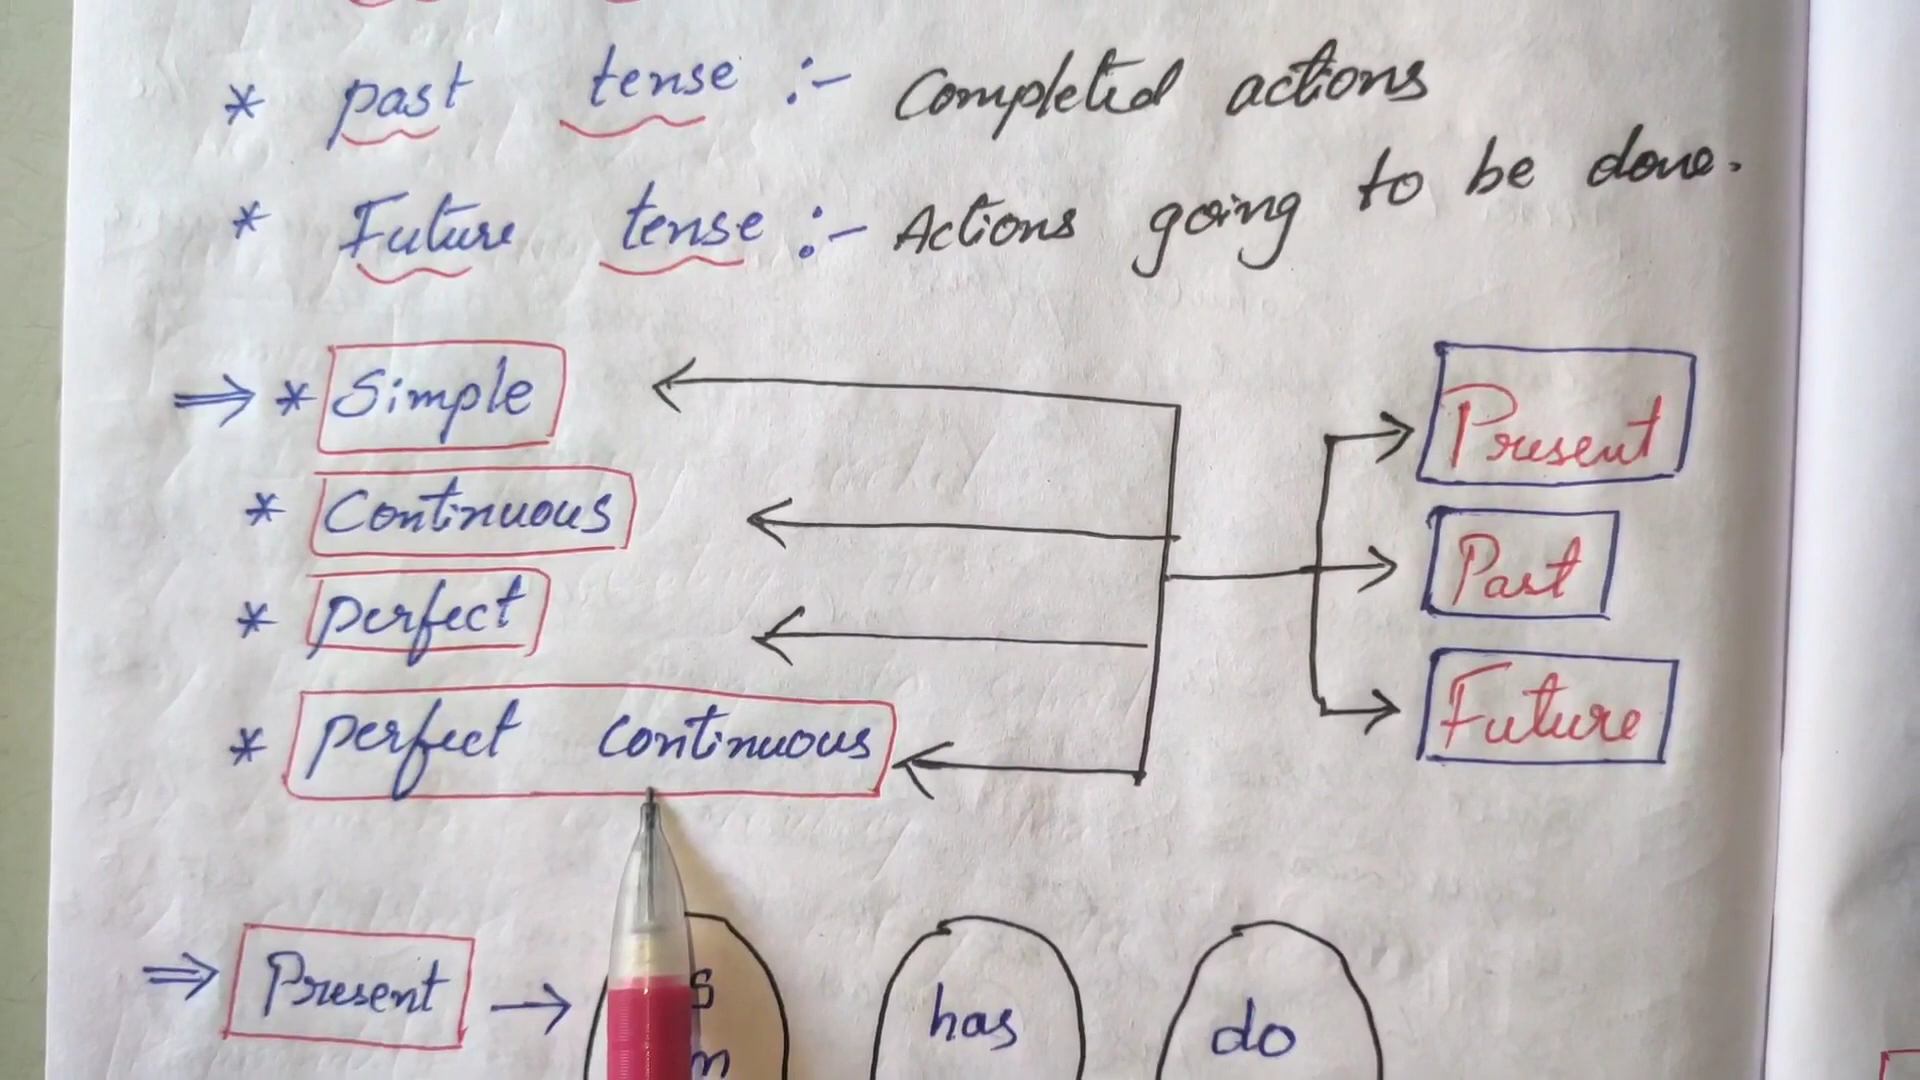 * past tense :- Completed actions
* Future tense :- Actions going to be done.
⇒ * Simple
* Continuous
* perfect
* perfect continuous
Present
Past
Future
⇒ Present →
has
do